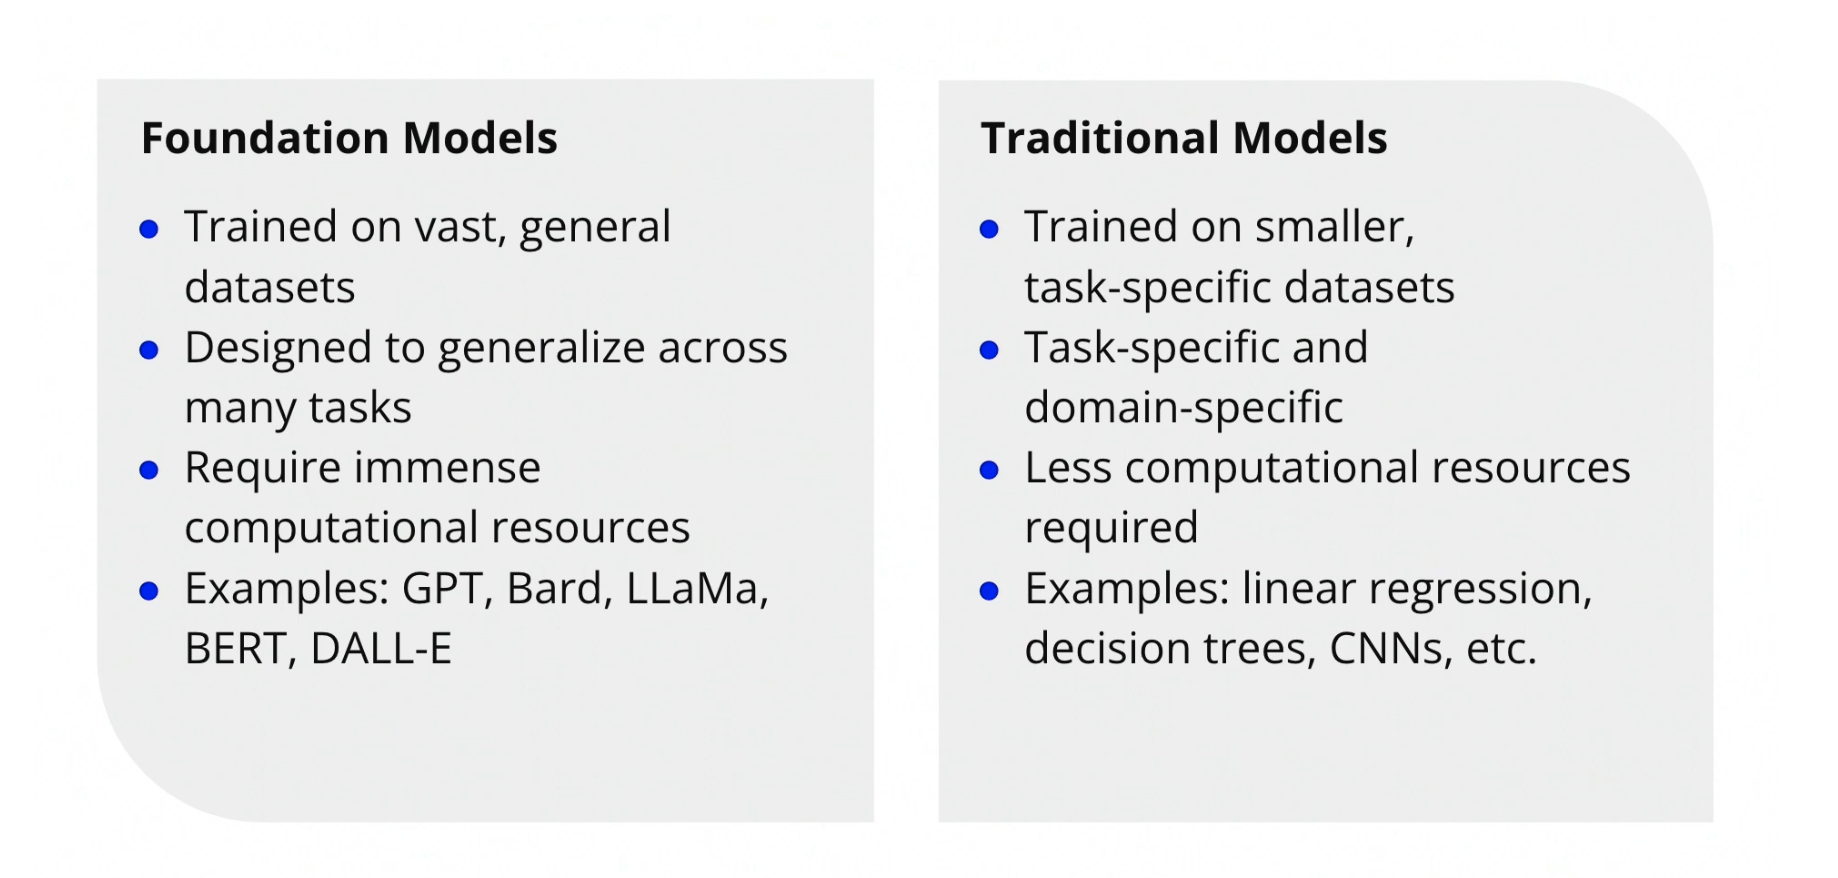 Foundation Models
Trained on vast, general
datasets
Designed to generalize across
many tasks
Require immense
computational resources
Examples: GPT, Bard, LLaMa,
BERT, DALL-E
Traditional Models
Trained on smaller,
task-specific datasets
Task-specific and
domain-specific
Less computational resources
required
Examples: linear regression,
decision trees, CNNs, etc.